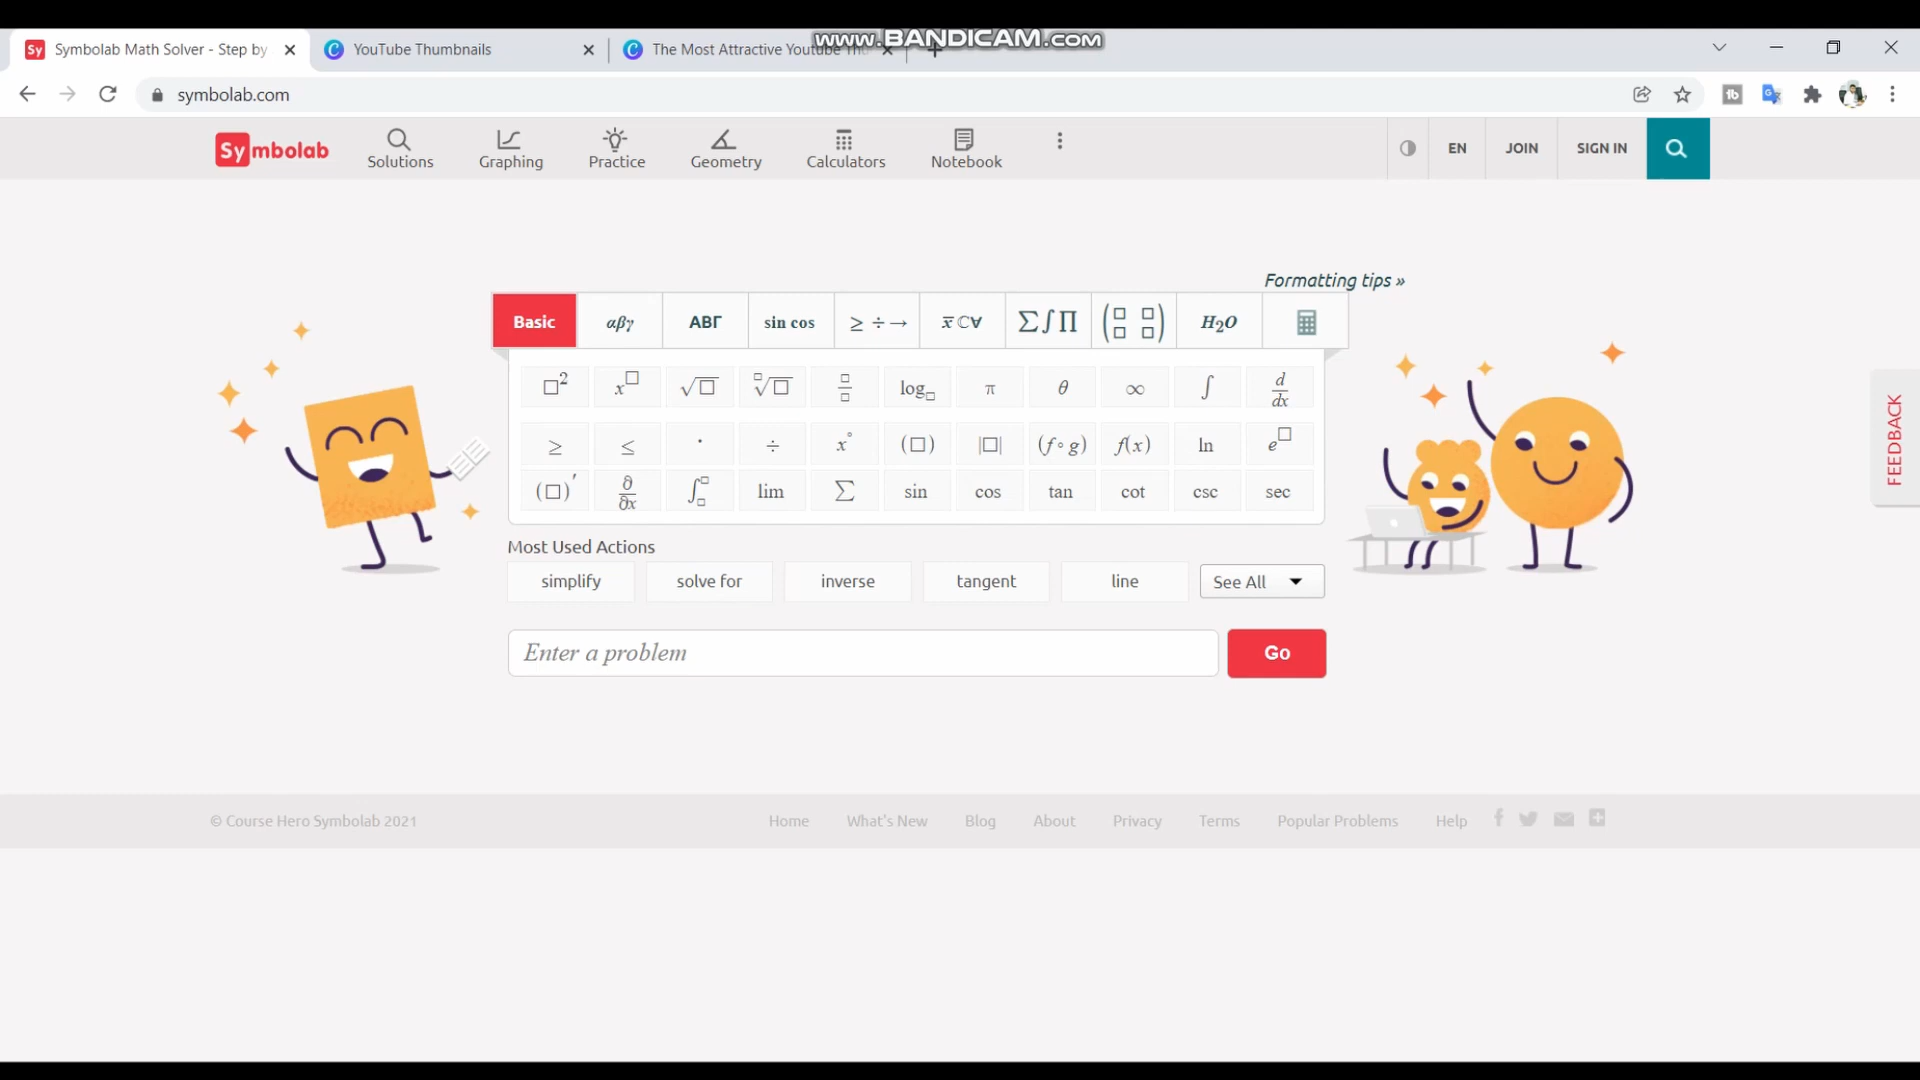 www.BANDICAM.com
Sy Symbolab Math Solver - Step by
YouTube Thumbnails
The Most Attractive Youtube Th
symbolab.com
Symbolab
Solutions
Graphing
Practice
Geometry
Calculators
Notebook
EN
JOIN
SIGN IN
Formatting tips »
Basic
αβγ
ΑΒΓ
sin cos
≥ ÷ →
x̅ ℂ ∀
∑ ∫ ∏
(□ □ □ □)
H₂O
□²
x^□
√□
□√□
□/□
log□
π
θ
∞
∫
d/dx
≥
≤
·
÷
x°
(□)
|□|
(f ∘ g)
f(x)
ln
e^□
(□)′
∂/∂x
∫□□
lim
∑
sin
cos
tan
cot
csc
sec
Most Used Actions
simplify
solve for
inverse
tangent
line
See All
Enter a problem
Go
FEEDBACK
© Course Hero Symbolab 2021
Home
What's New
Blog
About
Privacy
Terms
Popular Problems
Help